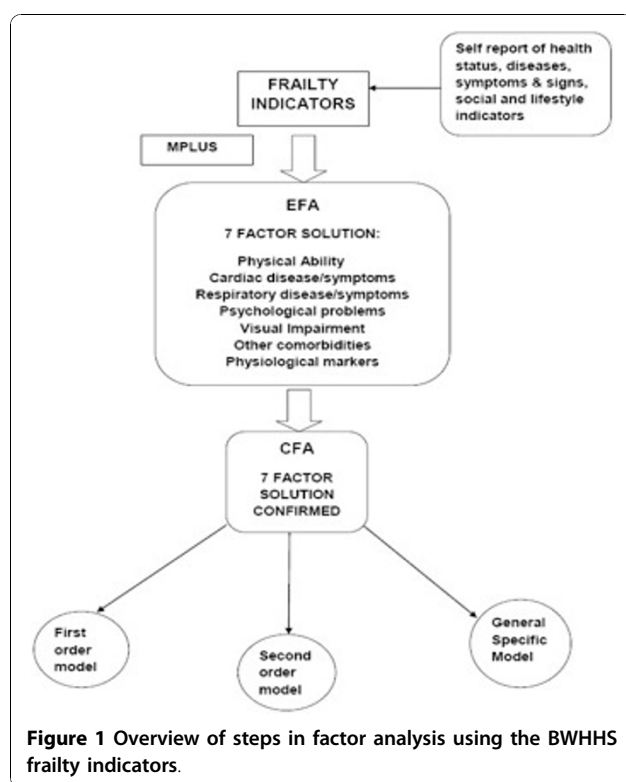 Self report of health
status, diseases,
symptoms & signs,
social and lifestyle
indicators
FRAILTY
INDICATORS
MPLUS
EFA
7 FACTOR SOLUTION:
Physical Ability
Cardiac disease/symptoms
Respiratory disease/symptoms
Psychological problems
Visual Impairment
Other comorbidities
Physiological markers
CFA
7 FACTOR
SOLUTION
CONFIRMED
First
order
model
Second
order
model
General
Specific
Model
Figure 1 Overview of steps in factor analysis using the BWHHS
frailty indicators.